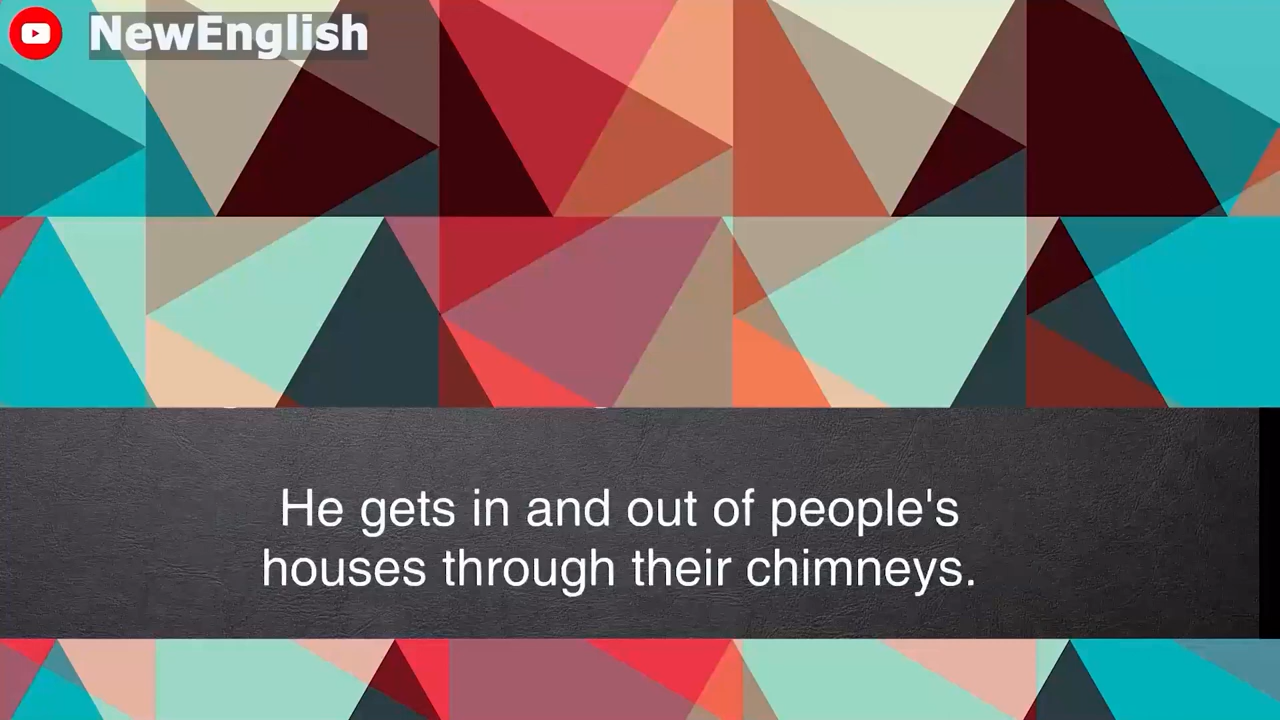 NewEnglish
He gets in and out of people's
houses through their chimneys.